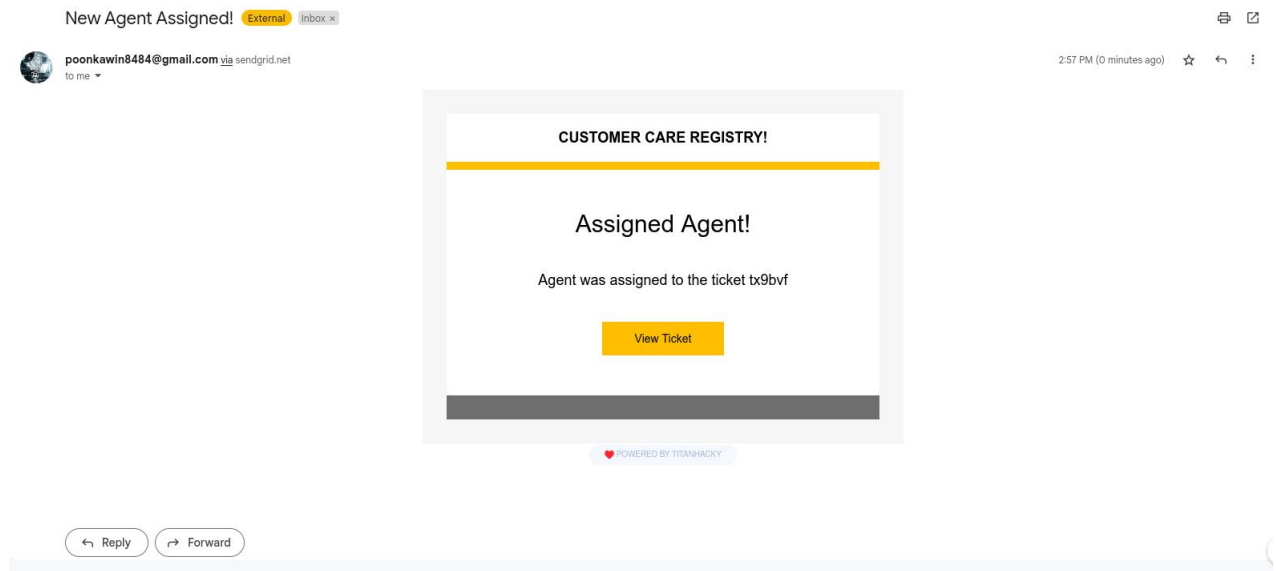 New Agent Assigned! External Inbox ×
poonkawin8484@gmail.com via sendgrid.net 2:57 PM (0 minutes ago)
to me
CUSTOMER CARE REGISTRY!
Assigned Agent!
Agent was assigned to the ticket tx9bvf
View Ticket
POWERED BY TITANHACKY
Reply Forward